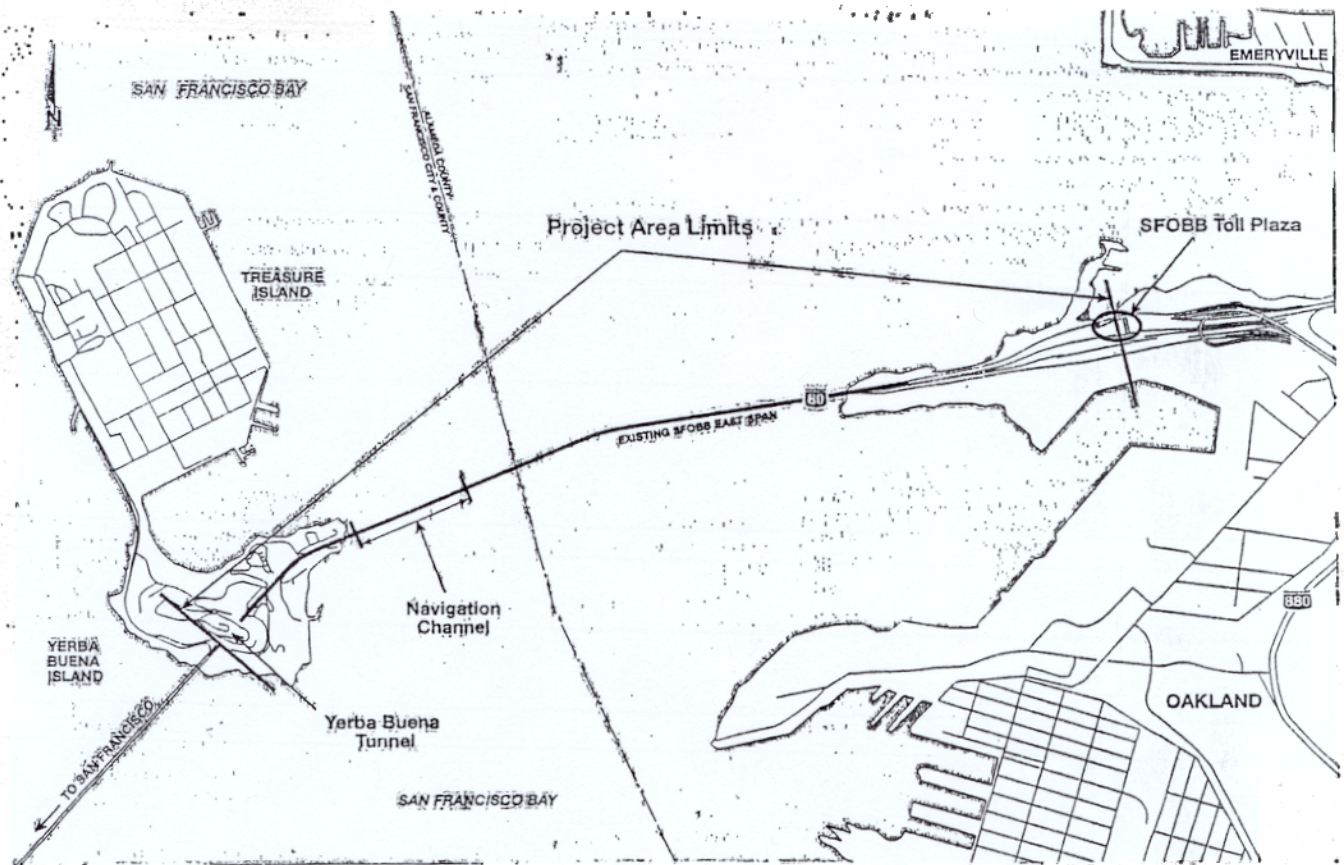 EMERYVILLE
SAN FRANCISCO BAY
N
ALAMEDA COUNTY
SAN FRANCISCO CITY & COUNTY
Project Area Limits
SFOBB Toll Plaza
TREASURE
ISLAND
80
EXISTING SFOBB EAST SPAN
Navigation
Channel
880
YERBA
BUENA
ISLAND
OAKLAND
Yerba Buena
Tunnel
TO SAN FRANCISCO
SAN FRANCISCO BAY